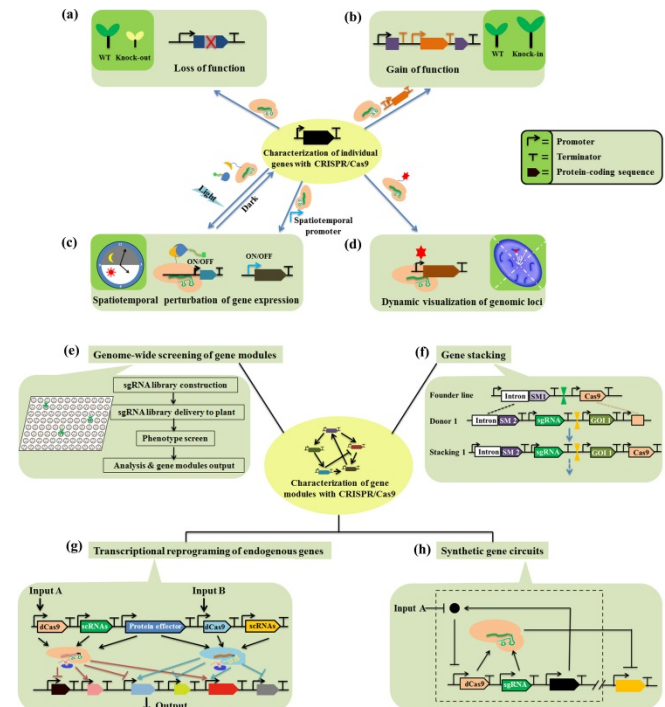 (a)
WT
Knock-out
Loss of function
(b)
Gain of function
WT
Knock-in
Characterization of individual
genes with CRISPR/Cas9
Promoter
Terminator
Protein-coding sequence
Light
Dark
Spatiotemporal
promoter
(c)
ON/OFF
ON/OFF
Spatiotemporal perturbation of gene expression
(d)
Dynamic visualization of genomic loci
(e)
Genome-wide screening of gene modules
sgRNA library construction
sgRNA library delivery to plant
Phenotype screen
Analysis & gene modules output
(f)
Gene stacking
Founder line
Intron SM1 Cas9
Donor 1
Intron SM 2 sgRNA GOI 1
Stacking 1
Intron SM 2 sgRNA GOI 1 Cas9
Characterization of gene
modules with CRISPR/Cas9
(g)
Transcriptional reprograming of endogenous genes
Input A
Input B
dCas9 scRNAs Protein effector dCas9 scRNAs
Output
(h)
Synthetic gene circuits
Input A
dCas9 sgRNA